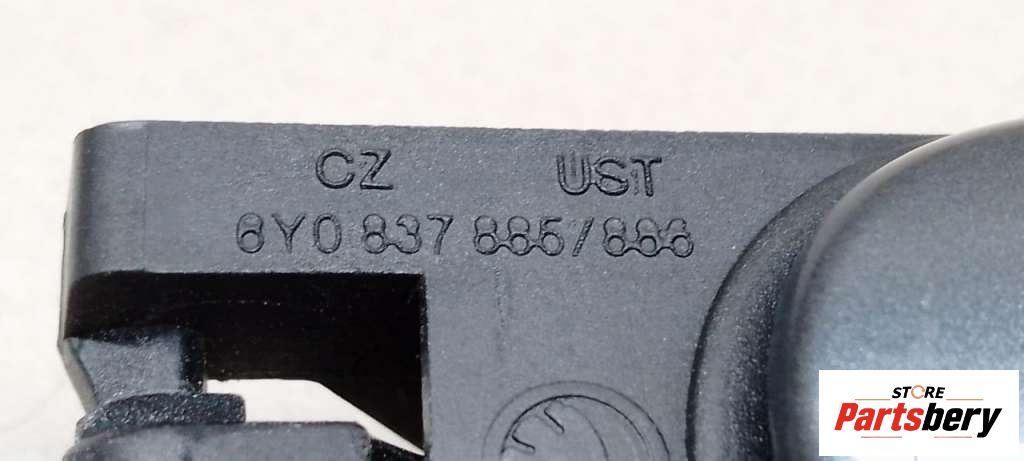 CZ UST
6Y0 837 885/886
STORE
Partsbery